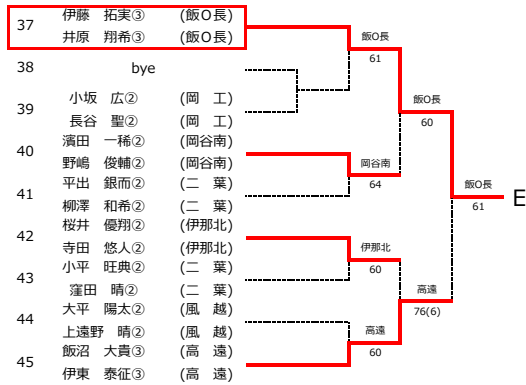 37 伊藤 拓実③ (飯O長)
井原 翔希③ (飯O長)
38 bye
39 小坂 広② (岡 工)
長谷 聖② (岡 工)
40 濱田 一稀② (岡谷南)
野嶋 俊輔② (岡谷南)
41 平出 銀而② (二 葉)
柳澤 和希② (二 葉)
42 桜井 優翔② (伊那北)
寺田 悠人② (伊那北)
43 小平 旺典② (二 葉)
窪田 晴② (二 葉)
44 大平 陽太② (風 越)
上遠野 晴② (風 越)
45 飯沼 大貴③ (高 遠)
伊東 泰征③ (高 遠)
飯O長
61
岡谷南
64
伊那北
60
高遠
60
飯O長
60
高遠
76(6)
飯O長
61
E